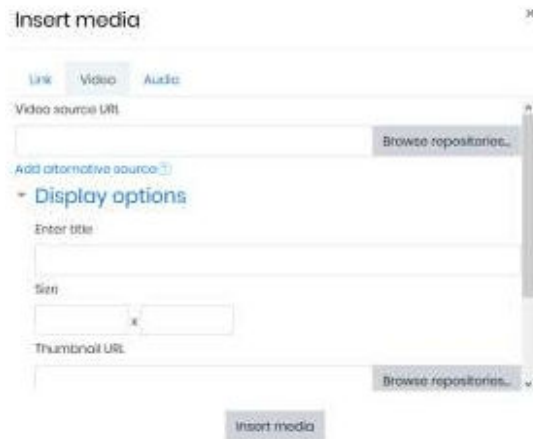 Insert media
×
Link Video Audio
Video source URL
Browse repositories...
Add alternative source ?
Display options
Enter title
Size
x
Thumbnail URL
Browse repositories...
Insert media